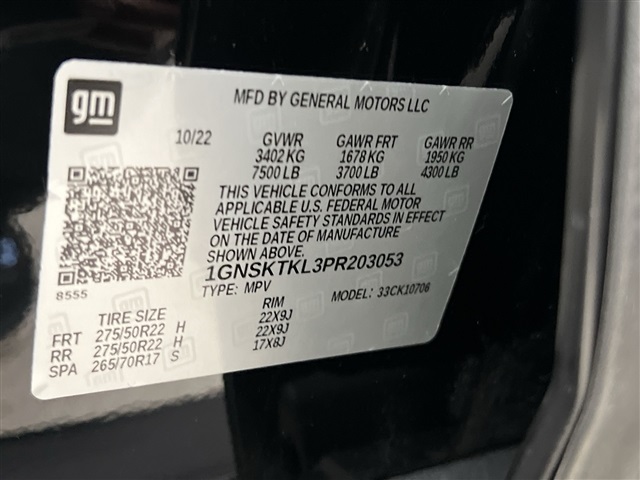 gm
MFD BY GENERAL MOTORS LLC
10/22 GVWR GAWR FRT GAWR RR
3402 KG 1678 KG 1950 KG
7500 LB 3700 LB 4300 LB
THIS VEHICLE CONFORMS TO ALL
APPLICABLE U.S. FEDERAL MOTOR
VEHICLE SAFETY STANDARDS IN EFFECT
ON THE DATE OF MANUFACTURE
SHOWN ABOVE.
1GNSKTKL3PR203053
8555
TYPE: MPV MODEL: 33CK10706
TIRE SIZE RIM
FRT 275/50R22 H 22X9J
RR 275/50R22 H 22X9J
SPA 265/70R17 S 17X8J